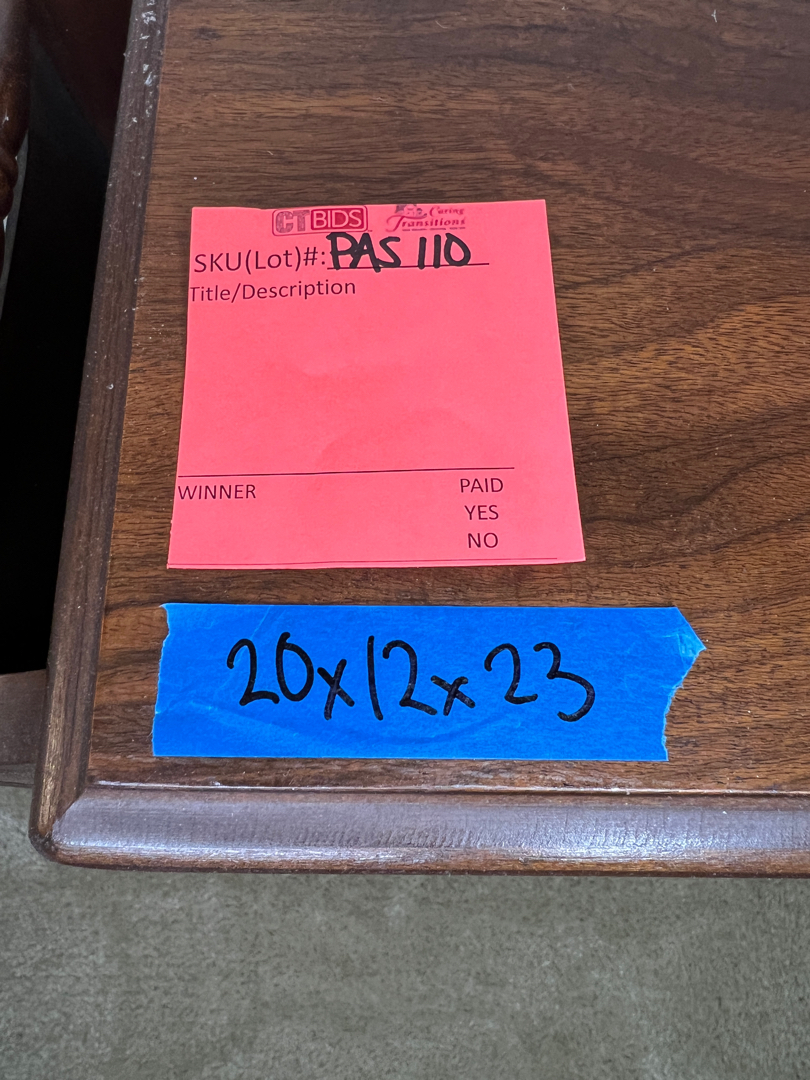 CTBIDS Caring Transitions
SKU(Lot)#: PAS 110
Title/Description
WINNER PAID
YES
NO
20x12x23